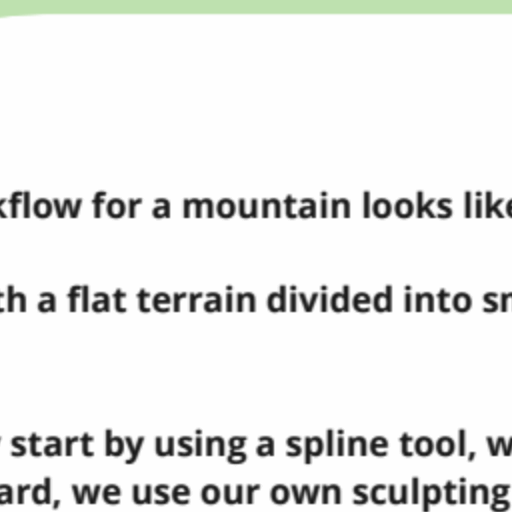 kflow for a mountain looks like
th a flat terrain divided into sm
start by using a spline tool, w
ard, we use our own sculpting